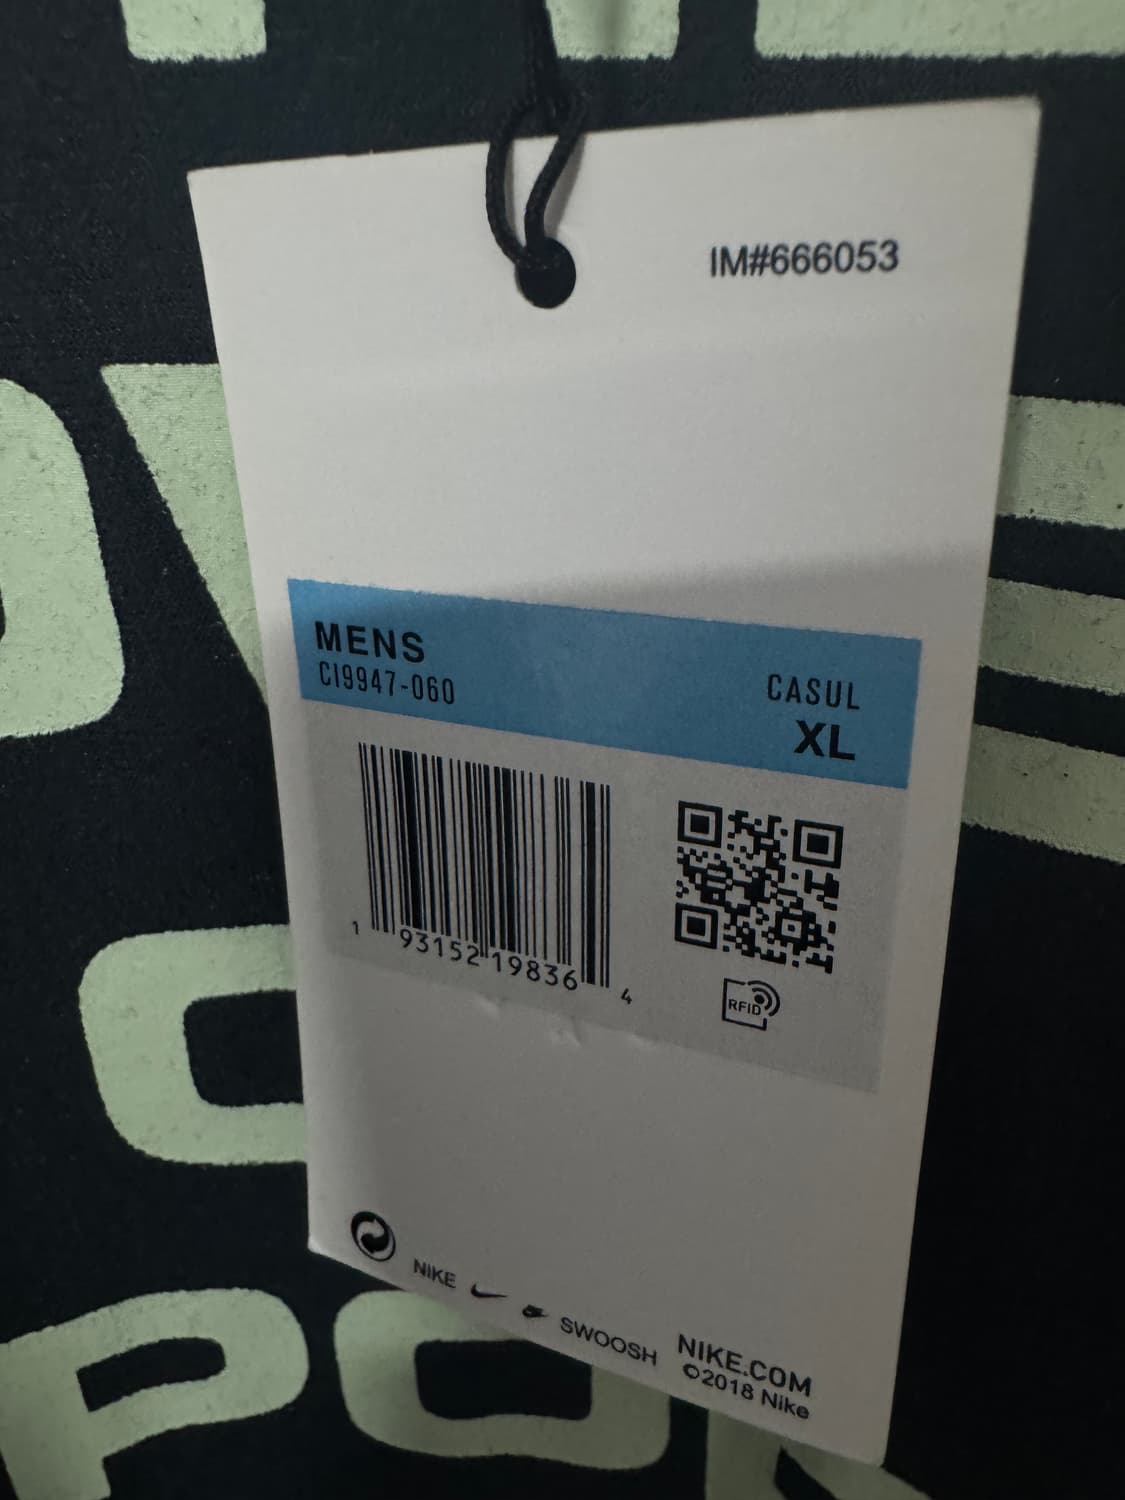 IM#666053
MENS
CI9947-060
CASUL
XL
1 93152 19836 4
RFID
NIKE
SWOOSH
NIKE.COM
©2018 Nike